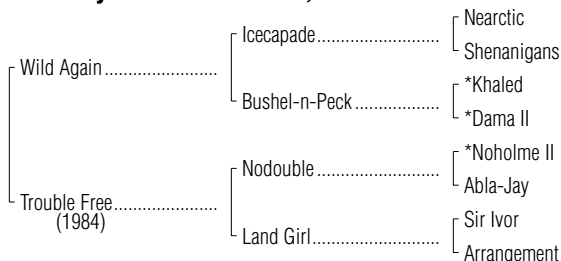 Nearctic
Icecapade
Shenanigans
Wild Again
*Khaled
Bushel-n-Peck
*Dama II
*Noholme II
Nodouble
Abla-Jay
Trouble Free
(1984)
Sir Ivor
Land Girl
Arrangement